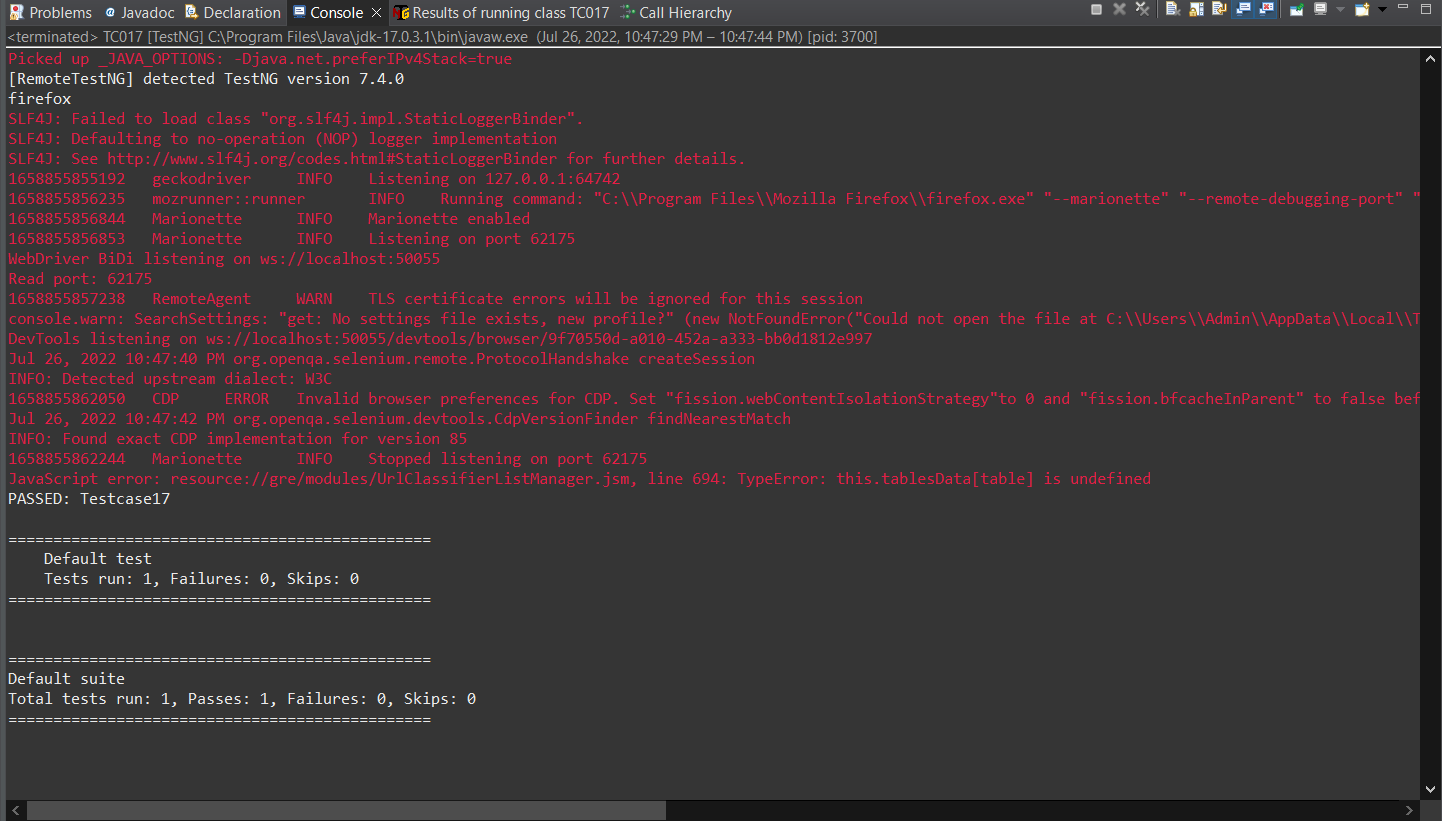 Problems Javadoc Declaration Console Results of running class TC017 Call Hierarchy
<terminated> TC017 [TestNG] C:\Program Files\Java\jdk-17.0.3.1\bin\javaw.exe (Jul 26, 2022, 10:47:29 PM – 10:47:44 PM) [pid: 3700]
Picked up _JAVA_OPTIONS: -Djava.net.preferIPv4Stack=true
[RemoteTestNG] detected TestNG version 7.4.0
firefox
SLF4J: Failed to load class "org.slf4j.impl.StaticLoggerBinder".
SLF4J: Defaulting to no-operation (NOP) logger implementation
SLF4J: See http://www.slf4j.org/codes.html#StaticLoggerBinder for further details.
1658855855192 geckodriver INFO Listening on 127.0.0.1:64742
1658855856235 mozrunner::runner INFO Running command: "C:\\Program Files\\Mozilla Firefox\\firefox.exe" "--marionette" "--remote-debugging-port" "
1658855856844 Marionette INFO Marionette enabled
1658855856853 Marionette INFO Listening on port 62175
WebDriver BiDi listening on ws://localhost:50055
Read port: 62175
1658855857238 RemoteAgent WARN TLS certificate errors will be ignored for this session
console.warn: SearchSettings: "get: No settings file exists, new profile?" (new NotFoundError("Could not open the file at C:\\Users\\Admin\\AppData\\Local\\T
DevTools listening on ws://localhost:50055/devtools/browser/9f70550d-a010-452a-a333-bb0d1812e997
Jul 26, 2022 10:47:40 PM org.openqa.selenium.remote.ProtocolHandshake createSession
INFO: Detected upstream dialect: W3C
1658855862050 CDP ERROR Invalid browser preferences for CDP. Set "fission.webContentIsolationStrategy"to 0 and "fission.bfcacheInParent" to false bef
Jul 26, 2022 10:47:42 PM org.openqa.selenium.devtools.CdpVersionFinder findNearestMatch
INFO: Found exact CDP implementation for version 85
1658855862244 Marionette INFO Stopped listening on port 62175
JavaScript error: resource://gre/modules/UrlClassifierListManager.jsm, line 694: TypeError: this.tablesData[table] is undefined
PASSED: Testcase17
===============================================
Default test
Tests run: 1, Failures: 0, Skips: 0
===============================================
===============================================
Default suite
Total tests run: 1, Passes: 1, Failures: 0, Skips: 0
===============================================